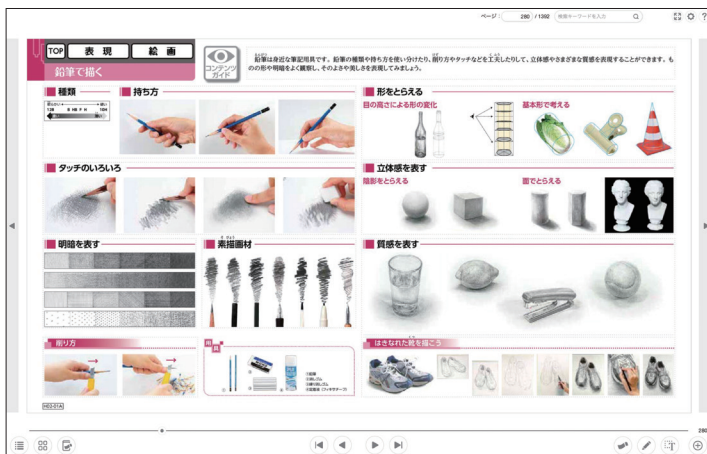 ページ： 280 / 1392 検索キーワードを入力
TOP 表 現 絵 画
鉛筆で描く
コンテンツ
ガイド
鉛筆は身近な筆記用具です。鉛筆の種類や持ち方を使い分けたり、削り方やタッチなどを工夫したりして、立体感やさまざまな質感を表現することができます。も
のの形や明暗をよく観察し、そのよさや美しさを表現してみましょう。
種類
持ち方
タッチのいろいろ
明暗を表す
素描画材
削り方
用具
形をとらえる
目の高さによる形の変化
基本形で考える
立体感を表す
陰影をとらえる
面でとらえる
質感を表す
はきなれた靴を描こう
H02-01A
280